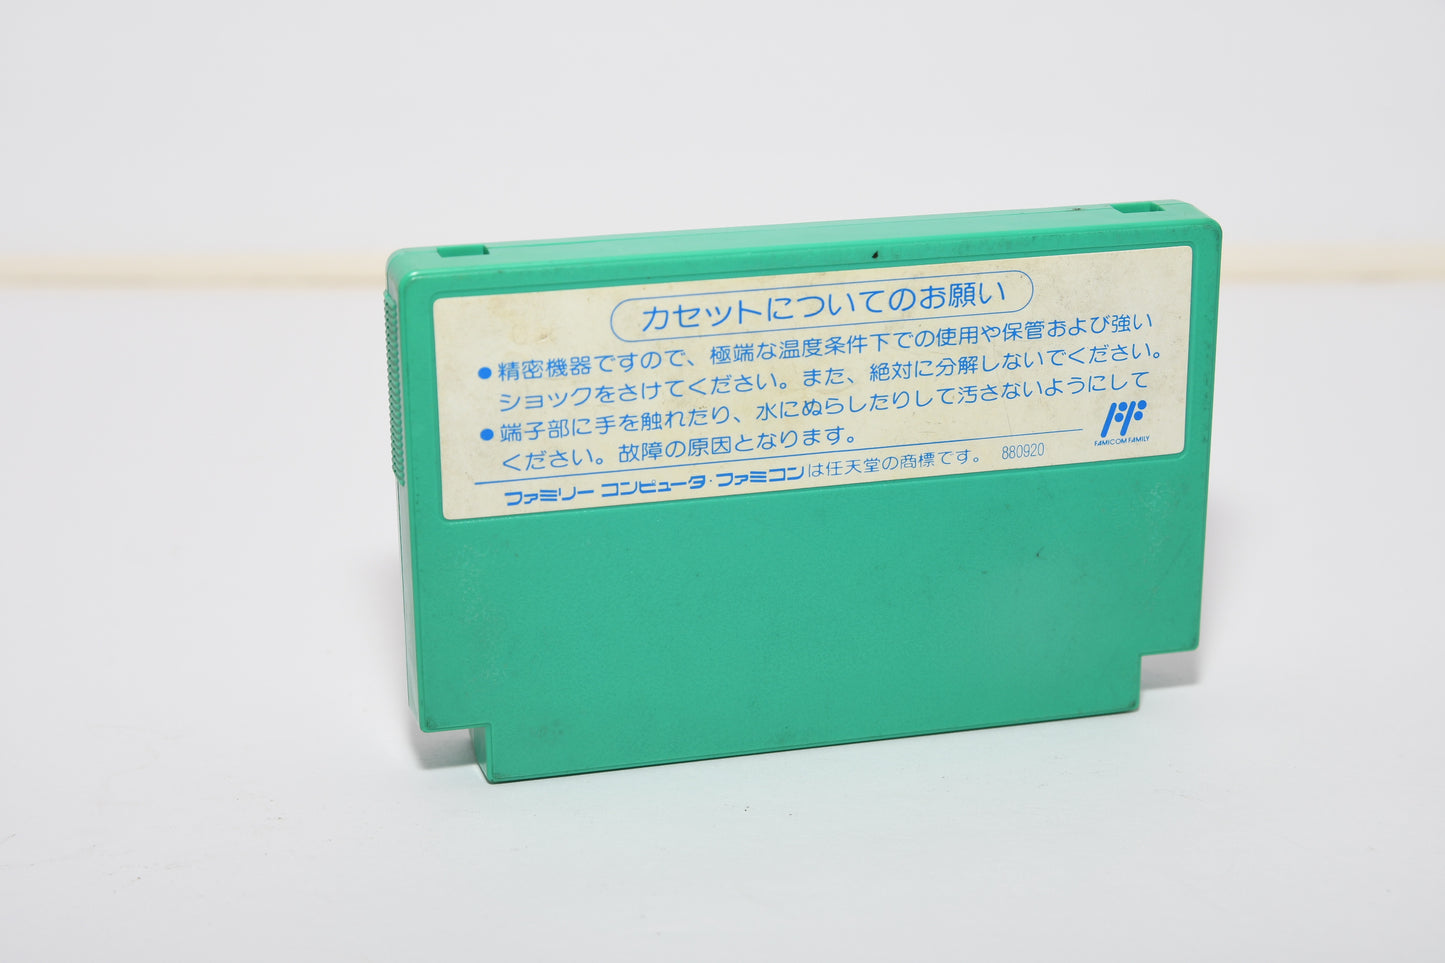 カセットについてのお願い
●精密機器ですので、極端な温度条件下での使用や保管および強い
ショックをさけてください。また、絶対に分解しないでください。
●端子部に手を触れたり、水にぬらしたりして汚さないようにして
ください。故障の原因となります。
FAMICOM FAMILY
ファミリー コンピュータ・ファミコンは任天堂の商標です。 880920